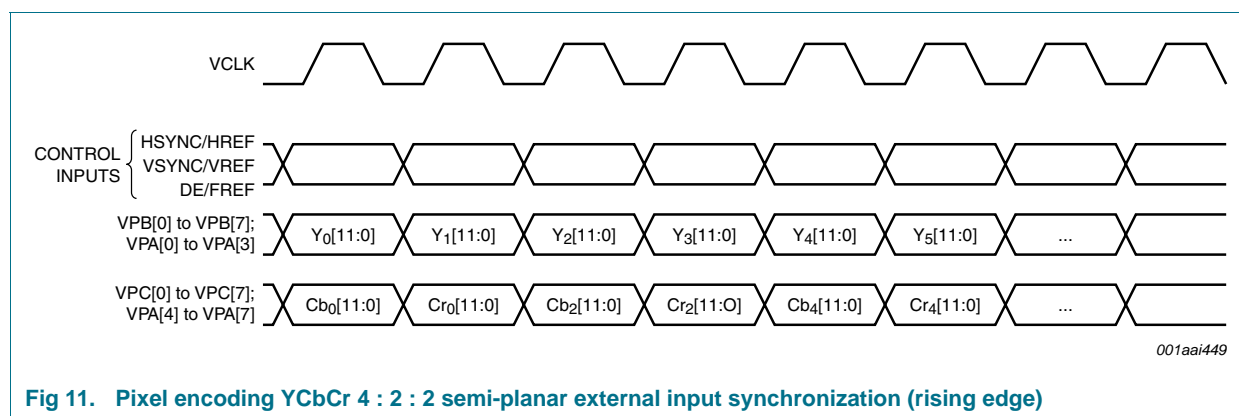 VCLK
CONTROL INPUTS
HSYNC/HREF
VSYNC/VREF
DE/FREF
VPB[0] to VPB[7];
VPA[0] to VPA[3]
Y0[11:0] Y1[11:0] Y2[11:0] Y3[11:0] Y4[11:0] Y5[11:0] ...
VPC[0] to VPC[7];
VPA[4] to VPA[7]
Cb0[11:0] Cr0[11:0] Cb2[11:0] Cr2[11:O] Cb4[11:0] Cr4[11:0] ...
001aai449
Fig 11. Pixel encoding YCbCr 4 : 2 : 2 semi-planar external input synchronization (rising edge)